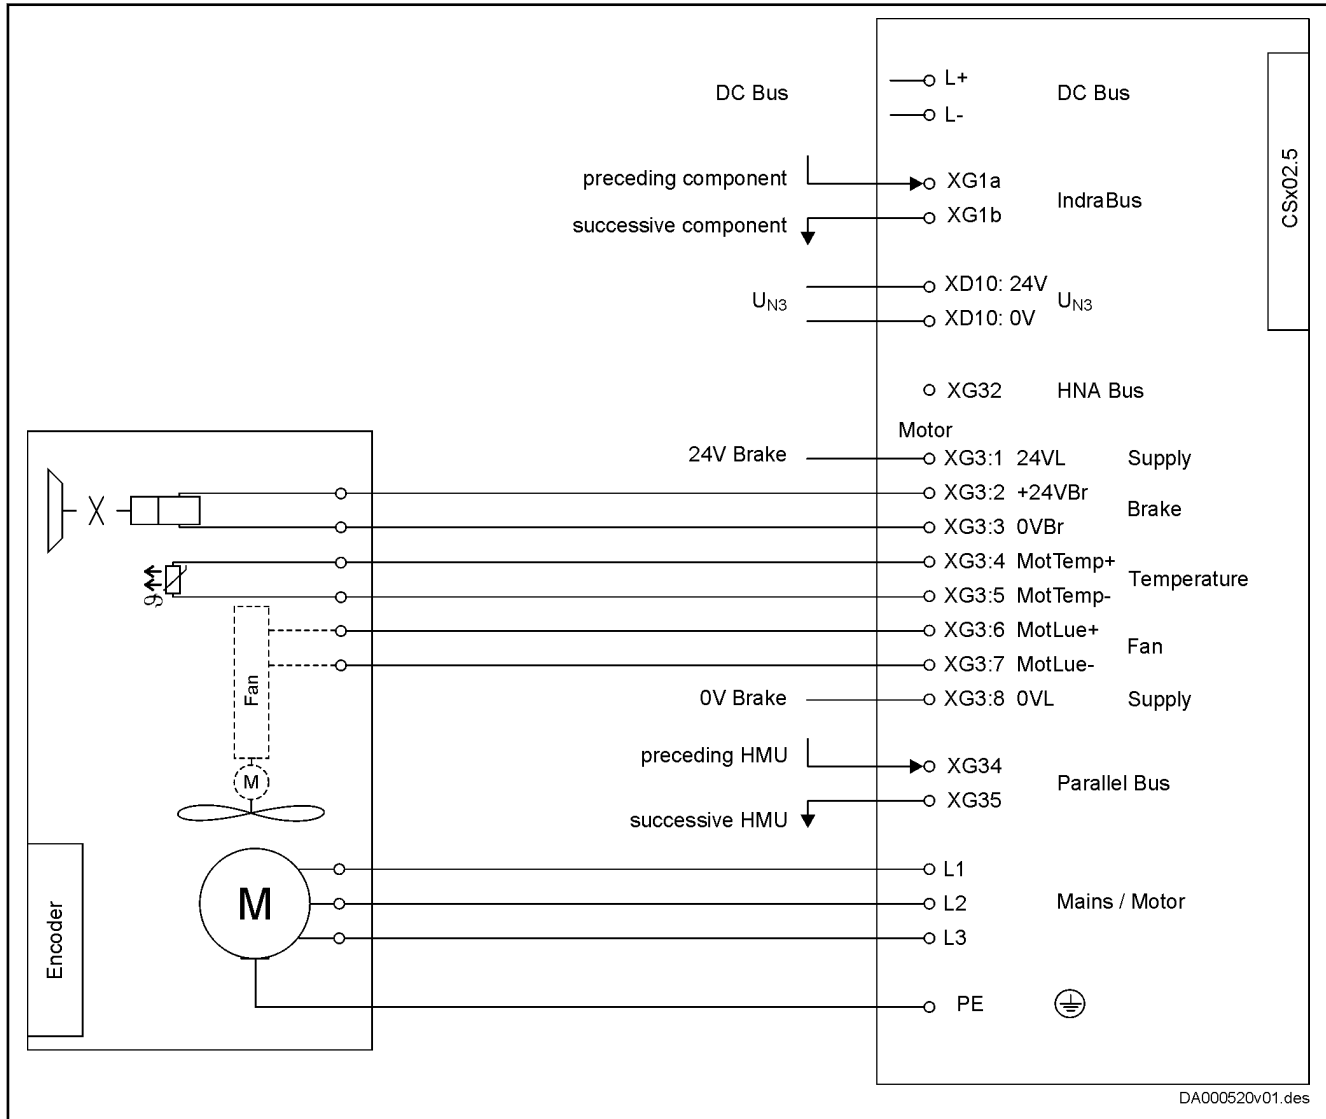 DC Bus L+ DC Bus
L-
CSx02.5
preceding component XG1a
IndraBus
successive component XG1b
XD10: 24V
UN3 UN3
XD10: 0V
XG32 HNA Bus
Motor
24V Brake XG3:1 24VL Supply
XG3:2 +24VBr
Brake
XG3:3 0VBr
XG3:4 MotTemp+
Temperature
ϑ XG3:5 MotTemp-
XG3:6 MotLue+
Fan
XG3:7 MotLue-
Fan
0V Brake XG3:8 0VL Supply
preceding HMU XG34
M Parallel Bus
XG35
successive HMU
L1
M L2 Mains / Motor
L3
Encoder
PE
DA000520v01.des